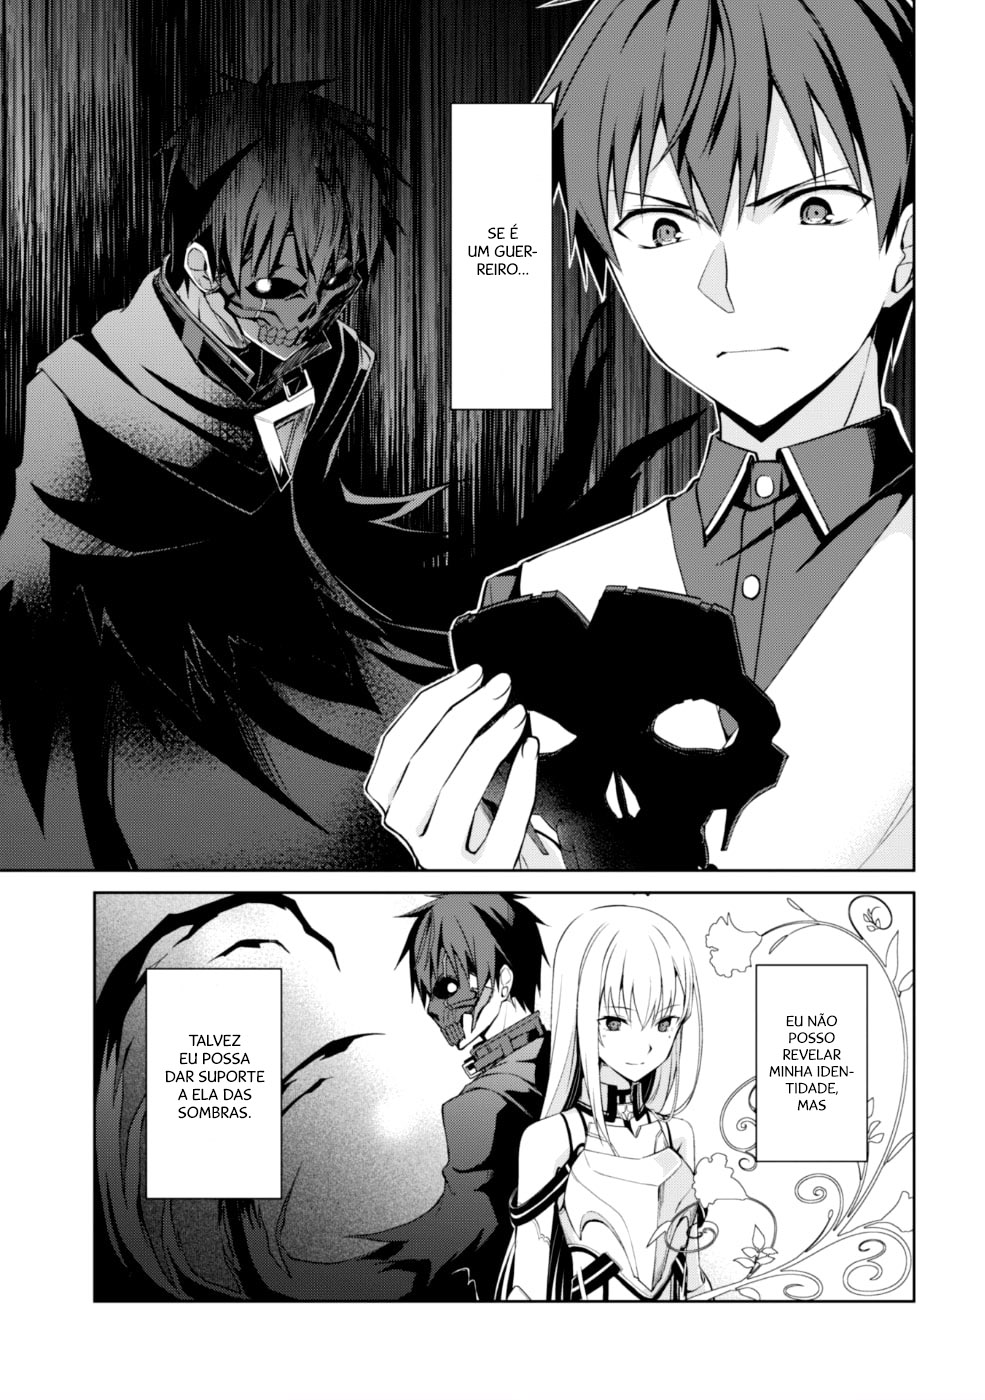 SE É
UM GUER-
REIRO...
EU NÃO
POSSO
REVELAR
MINHA IDEN-
TIDADE,
MAS
TALVEZ
EU POSSA
DAR SUPORTE
A ELA DAS
SOMBRAS.